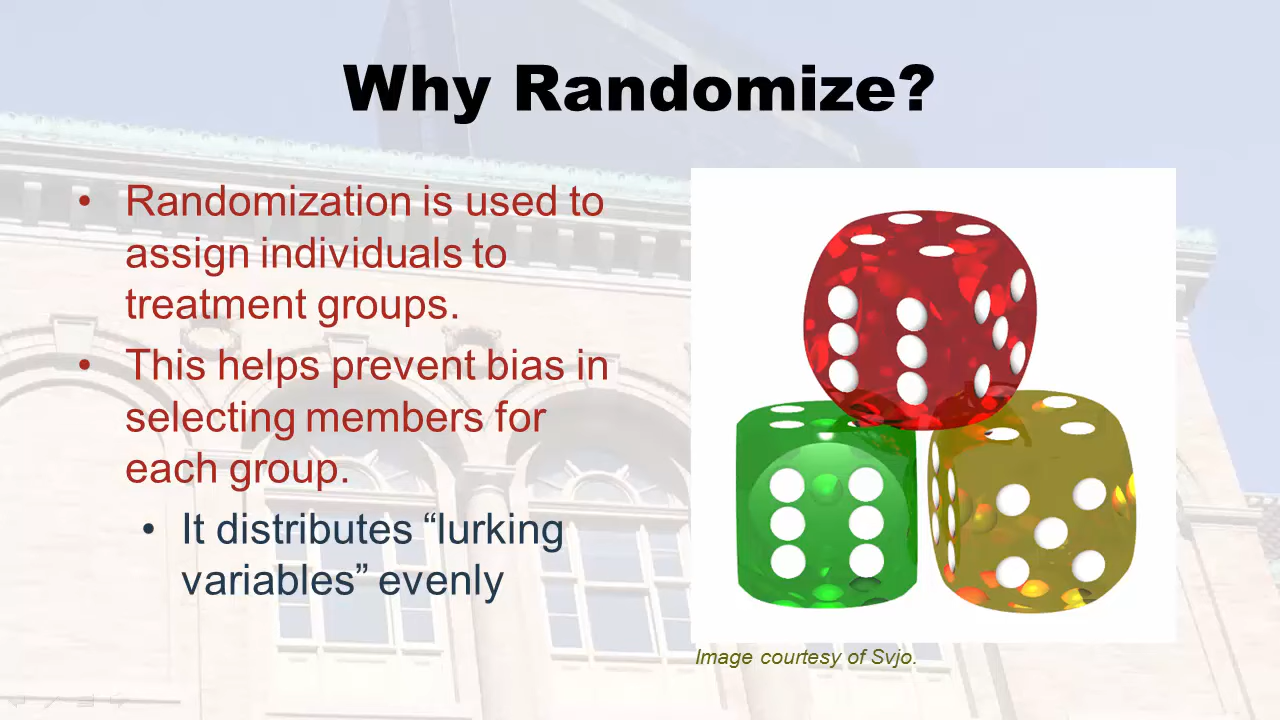 Why Randomize?
• Randomization is used to
assign individuals to
treatment groups.
• This helps prevent bias in
selecting members for
each group.
• It distributes “lurking
variables” evenly
Image courtesy of Svjo.